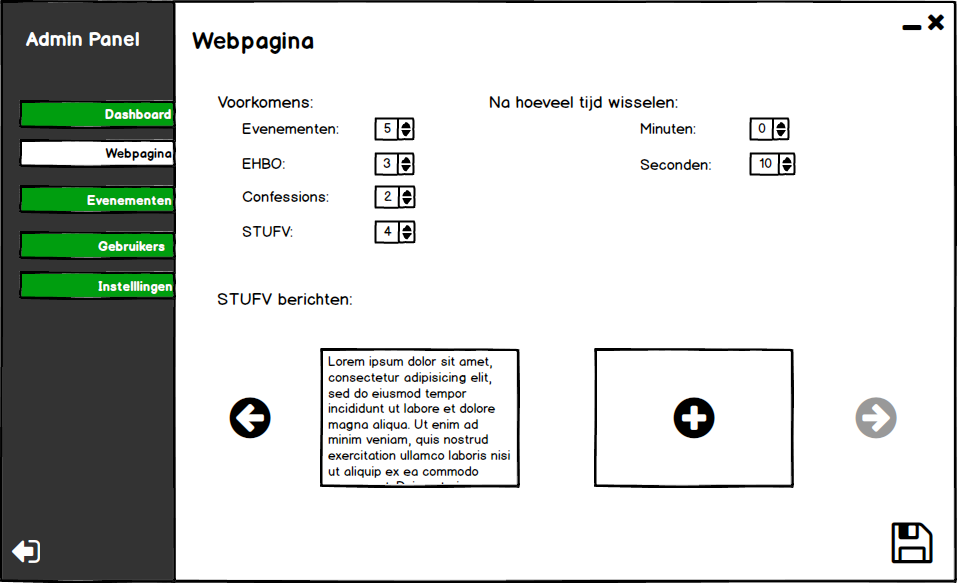 Admin Panel
Dashboard
Webpagina
Evenementen
Gebruikers
Instelllingen
Webpagina
Voorkomens:
Evenementen: 5
EHBO: 3
Confessions: 2
STUFV: 4
Na hoeveel tijd wisselen:
Minuten: 0
Seconden: 10
STUFV berichten:
Lorem ipsum dolor sit amet,
consectetur adipisicing elit,
sed do eiusmod tempor
incididunt ut labore et dolore
magna aliqua. Ut enim ad
minim veniam, quis nostrud
exercitation ullamco laboris nisi
ut aliquip ex ea commodo